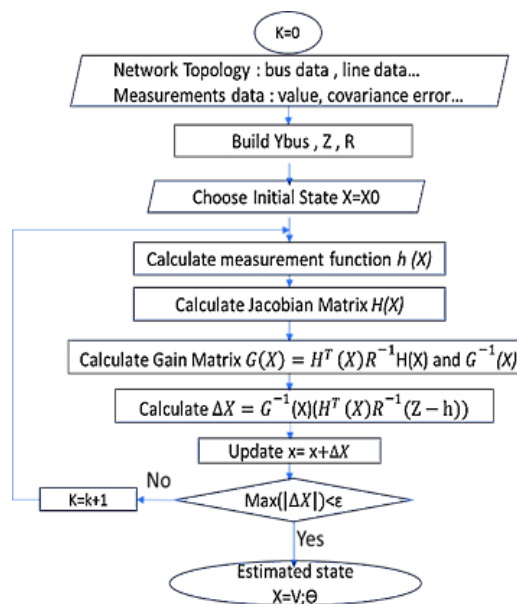 K=0
Network Topology : bus data , line data...
Measurements data : value, covariance error...
Build Ybus , Z , R
Choose Initial State X=X0
Calculate measurement function h (X)
Calculate Jacobian Matrix H(X)
Calculate Gain Matrix G(X) = Hᵀ (X)R⁻¹H(X) and G⁻¹(X)
Calculate ΔX = G⁻¹(X)(Hᵀ (X)R⁻¹(Z − h))
Update x= x+ΔX
No
K=k+1
Max(|ΔX|)<ε
Yes
Estimated state
X=V;Θ